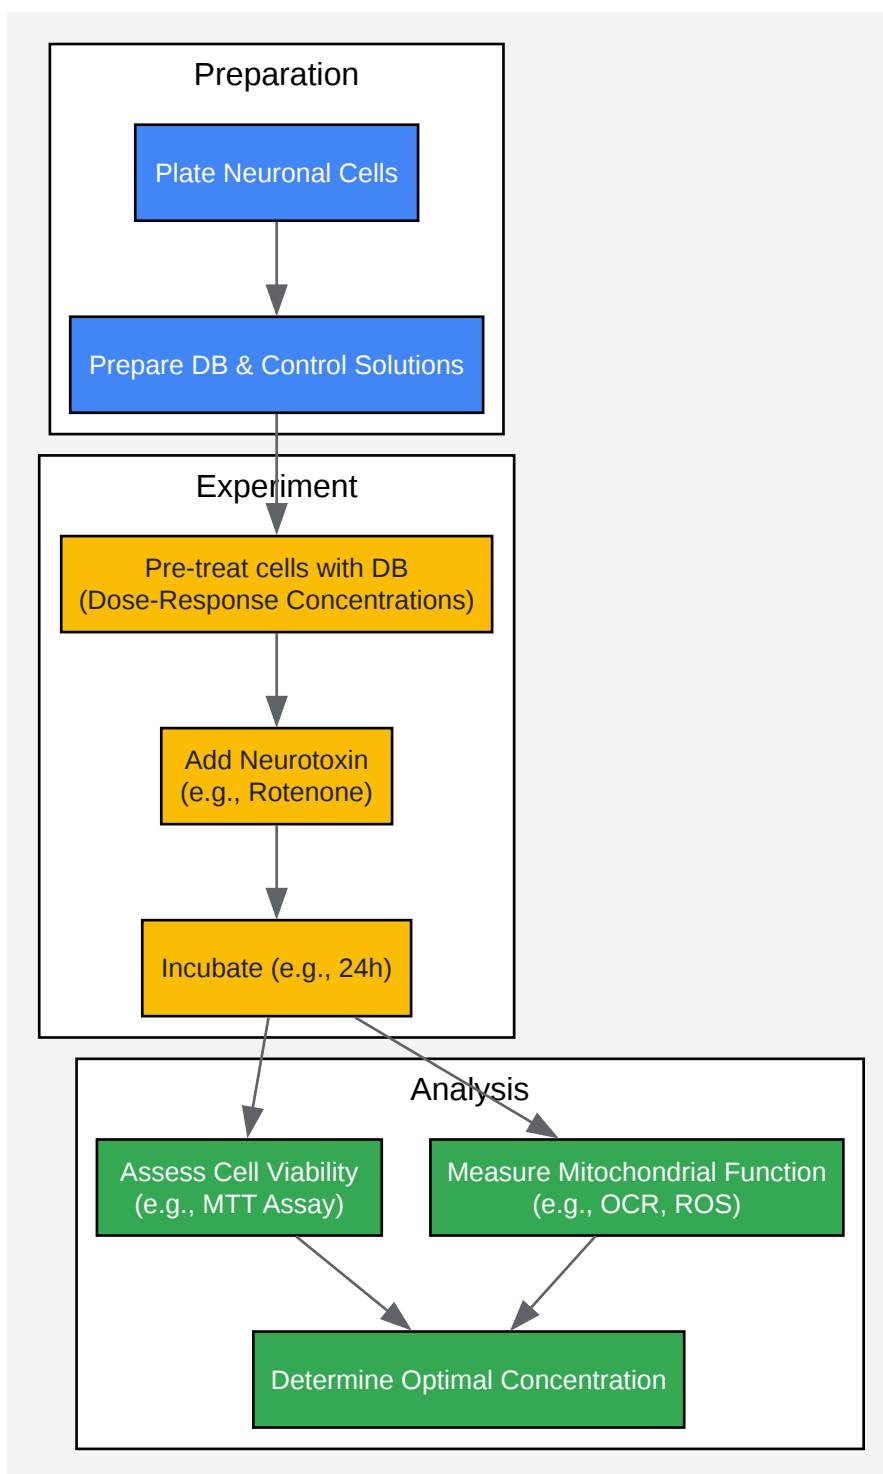 Preparation
Plate Neuronal Cells
Prepare DB & Control Solutions
Experiment
Pre-treat cells with DB
(Dose-Response Concentrations)
Add Neurotoxin
(e.g., Rotenone)
Incubate (e.g., 24h)
Analysis
Assess Cell Viability
(e.g., MTT Assay)
Measure Mitochondrial Function
(e.g., OCR, ROS)
Determine Optimal Concentration